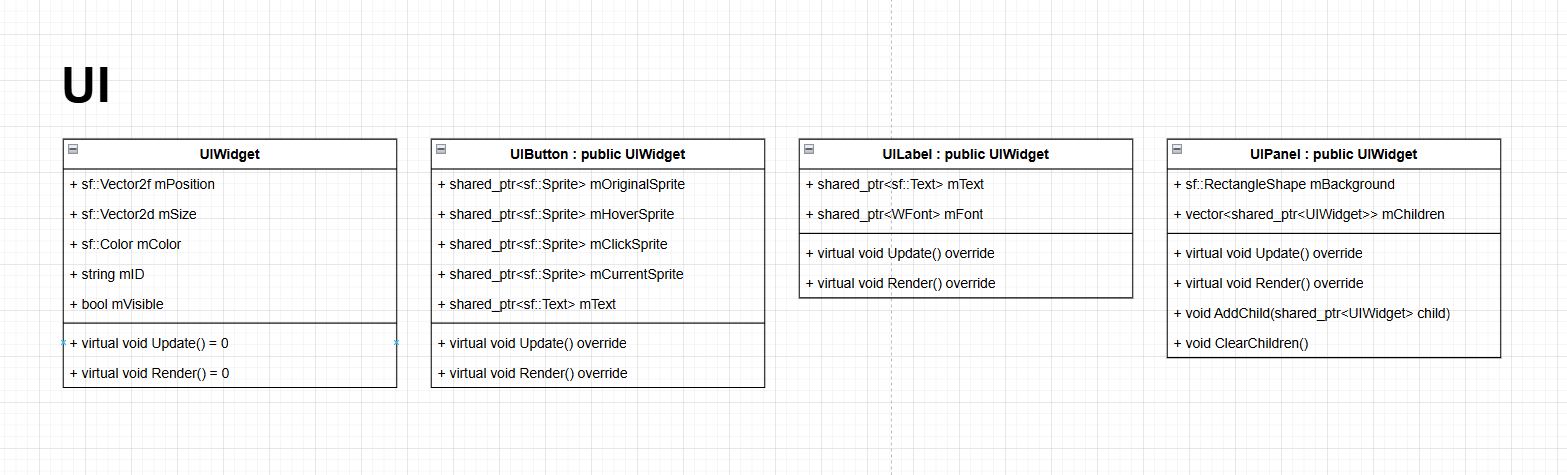 UI
UIWidget
+ sf::Vector2f mPosition
+ sf::Vector2d mSize
+ sf::Color mColor
+ string mID
+ bool mVisible
+ virtual void Update() = 0
+ virtual void Render() = 0
UIButton : public UIWidget
+ shared_ptr<sf::Sprite> mOriginalSprite
+ shared_ptr<sf::Sprite> mHoverSprite
+ shared_ptr<sf::Sprite> mClickSprite
+ shared_ptr<sf::Sprite> mCurrentSprite
+ shared_ptr<sf::Text> mText
+ virtual void Update() override
+ virtual void Render() override
UILabel : public UIWidget
+ shared_ptr<sf::Text> mText
+ shared_ptr<WFont> mFont
+ virtual void Update() override
+ virtual void Render() override
UIPanel : public UIWidget
+ sf::RectangleShape mBackground
+ vector<shared_ptr<UIWidget>> mChildren
+ virtual void Update() override
+ virtual void Render() override
+ void AddChild(shared_ptr<UIWidget> child)
+ void ClearChildren()